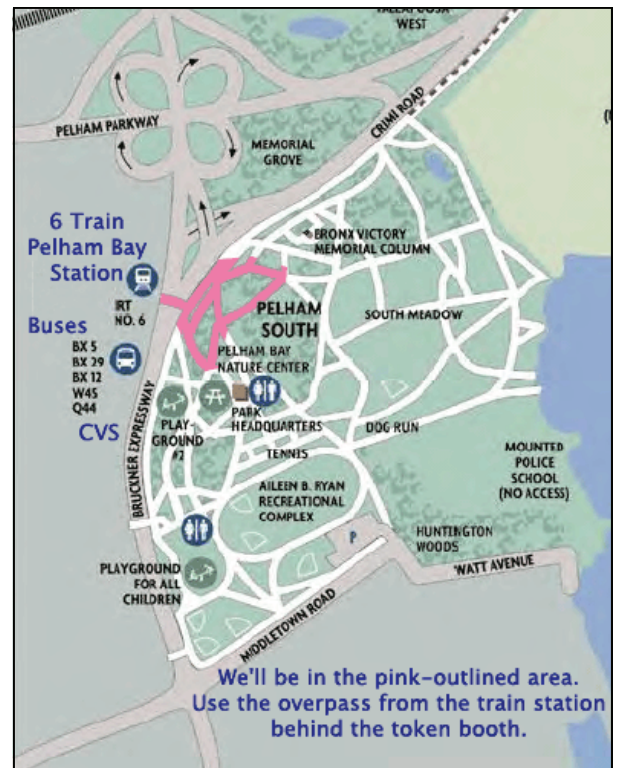 WEST
PELHAM PARKWAY
CRIMI ROAD
MEMORIAL
GROVE
6 Train
Pelham Bay
Station
BRONX VICTORY
MEMORIAL COLUMN
IRT
NO. 6
PELHAM
SOUTH
SOUTH MEADOW
Buses
BX 5
BX 29
BX 12
W45
Q44
CVS
PELHAM BAY
NATURE CENTER
BRUCKNER EXPRESSWAY
PLAY-
GROUND
#2
PARK
HEADQUARTERS
DOG RUN
TENNIS
MOUNTED
POLICE
SCHOOL
(NO ACCESS)
AILEEN B. RYAN
RECREATIONAL
COMPLEX
P
HUNTINGTON
WOODS
WATT AVENUE
PLAYGROUND
FOR ALL
CHILDREN
MIDDLETOWN ROAD
We'll be in the pink-outlined area.
Use the overpass from the train station
behind the token booth.